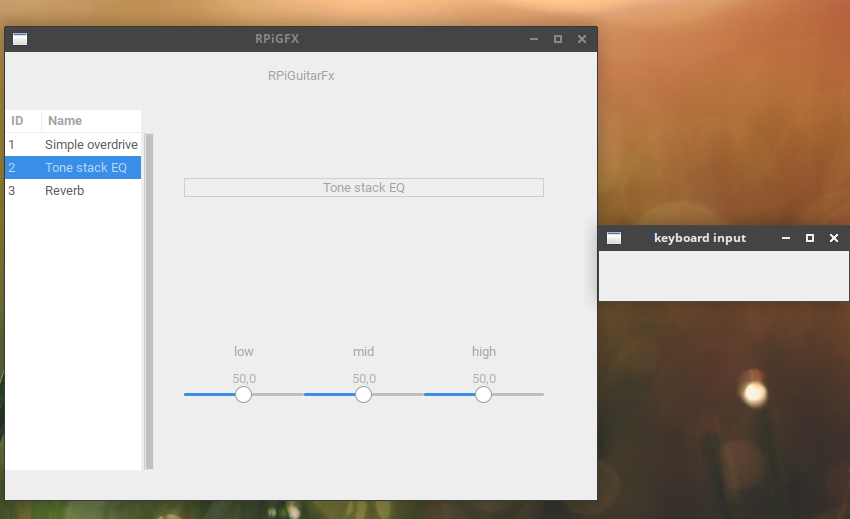 RPiGFX
RPiGuitarFx
ID Name
1 Simple overdrive
2 Tone stack EQ
3 Reverb
Tone stack EQ
low mid high
50,0 50,0 50,0
keyboard input